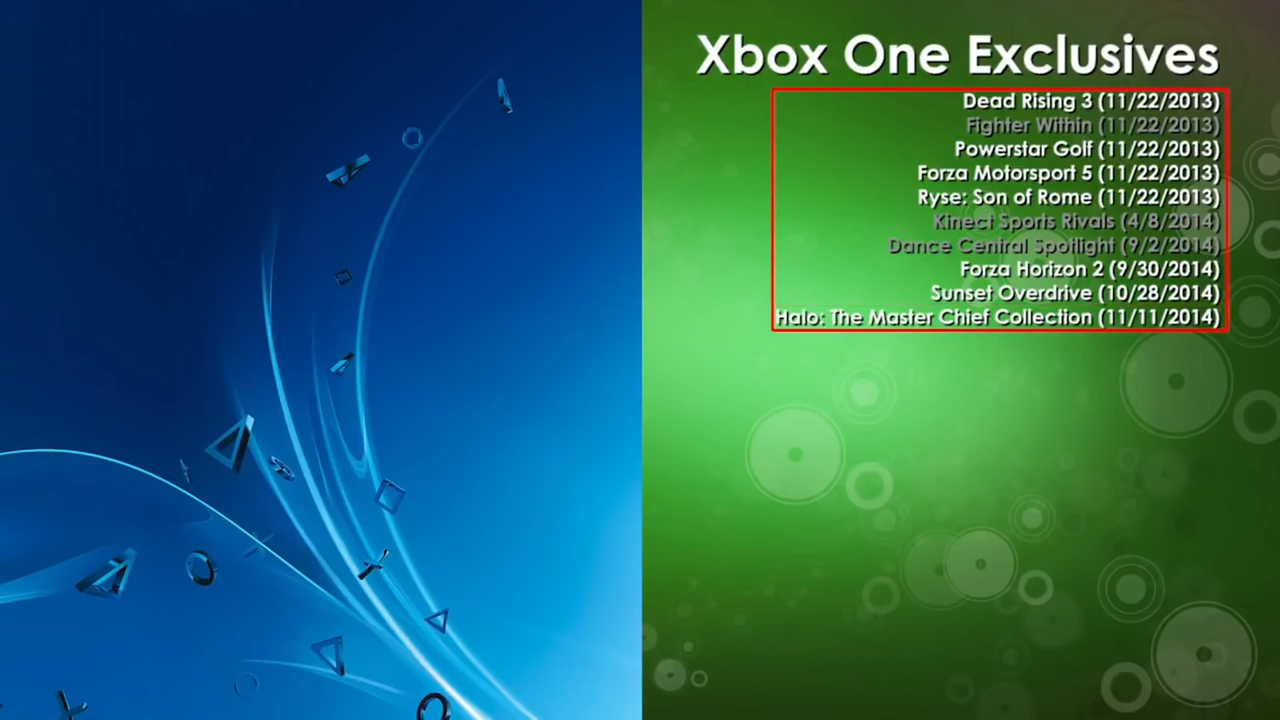 Xbox One Exclusives
Dead Rising 3 (11/22/2013)
Fighter Within (11/22/2013)
Powerstar Golf (11/22/2013)
Forza Motorsport 5 (11/22/2013)
Ryse: Son of Rome (11/22/2013)
Kinect Sports Rivals (4/8/2014)
Dance Central Spotlight (9/2/2014)
Forza Horizon 2 (9/30/2014)
Sunset Overdrive (10/28/2014)
Halo: The Master Chief Collection (11/11/2014)